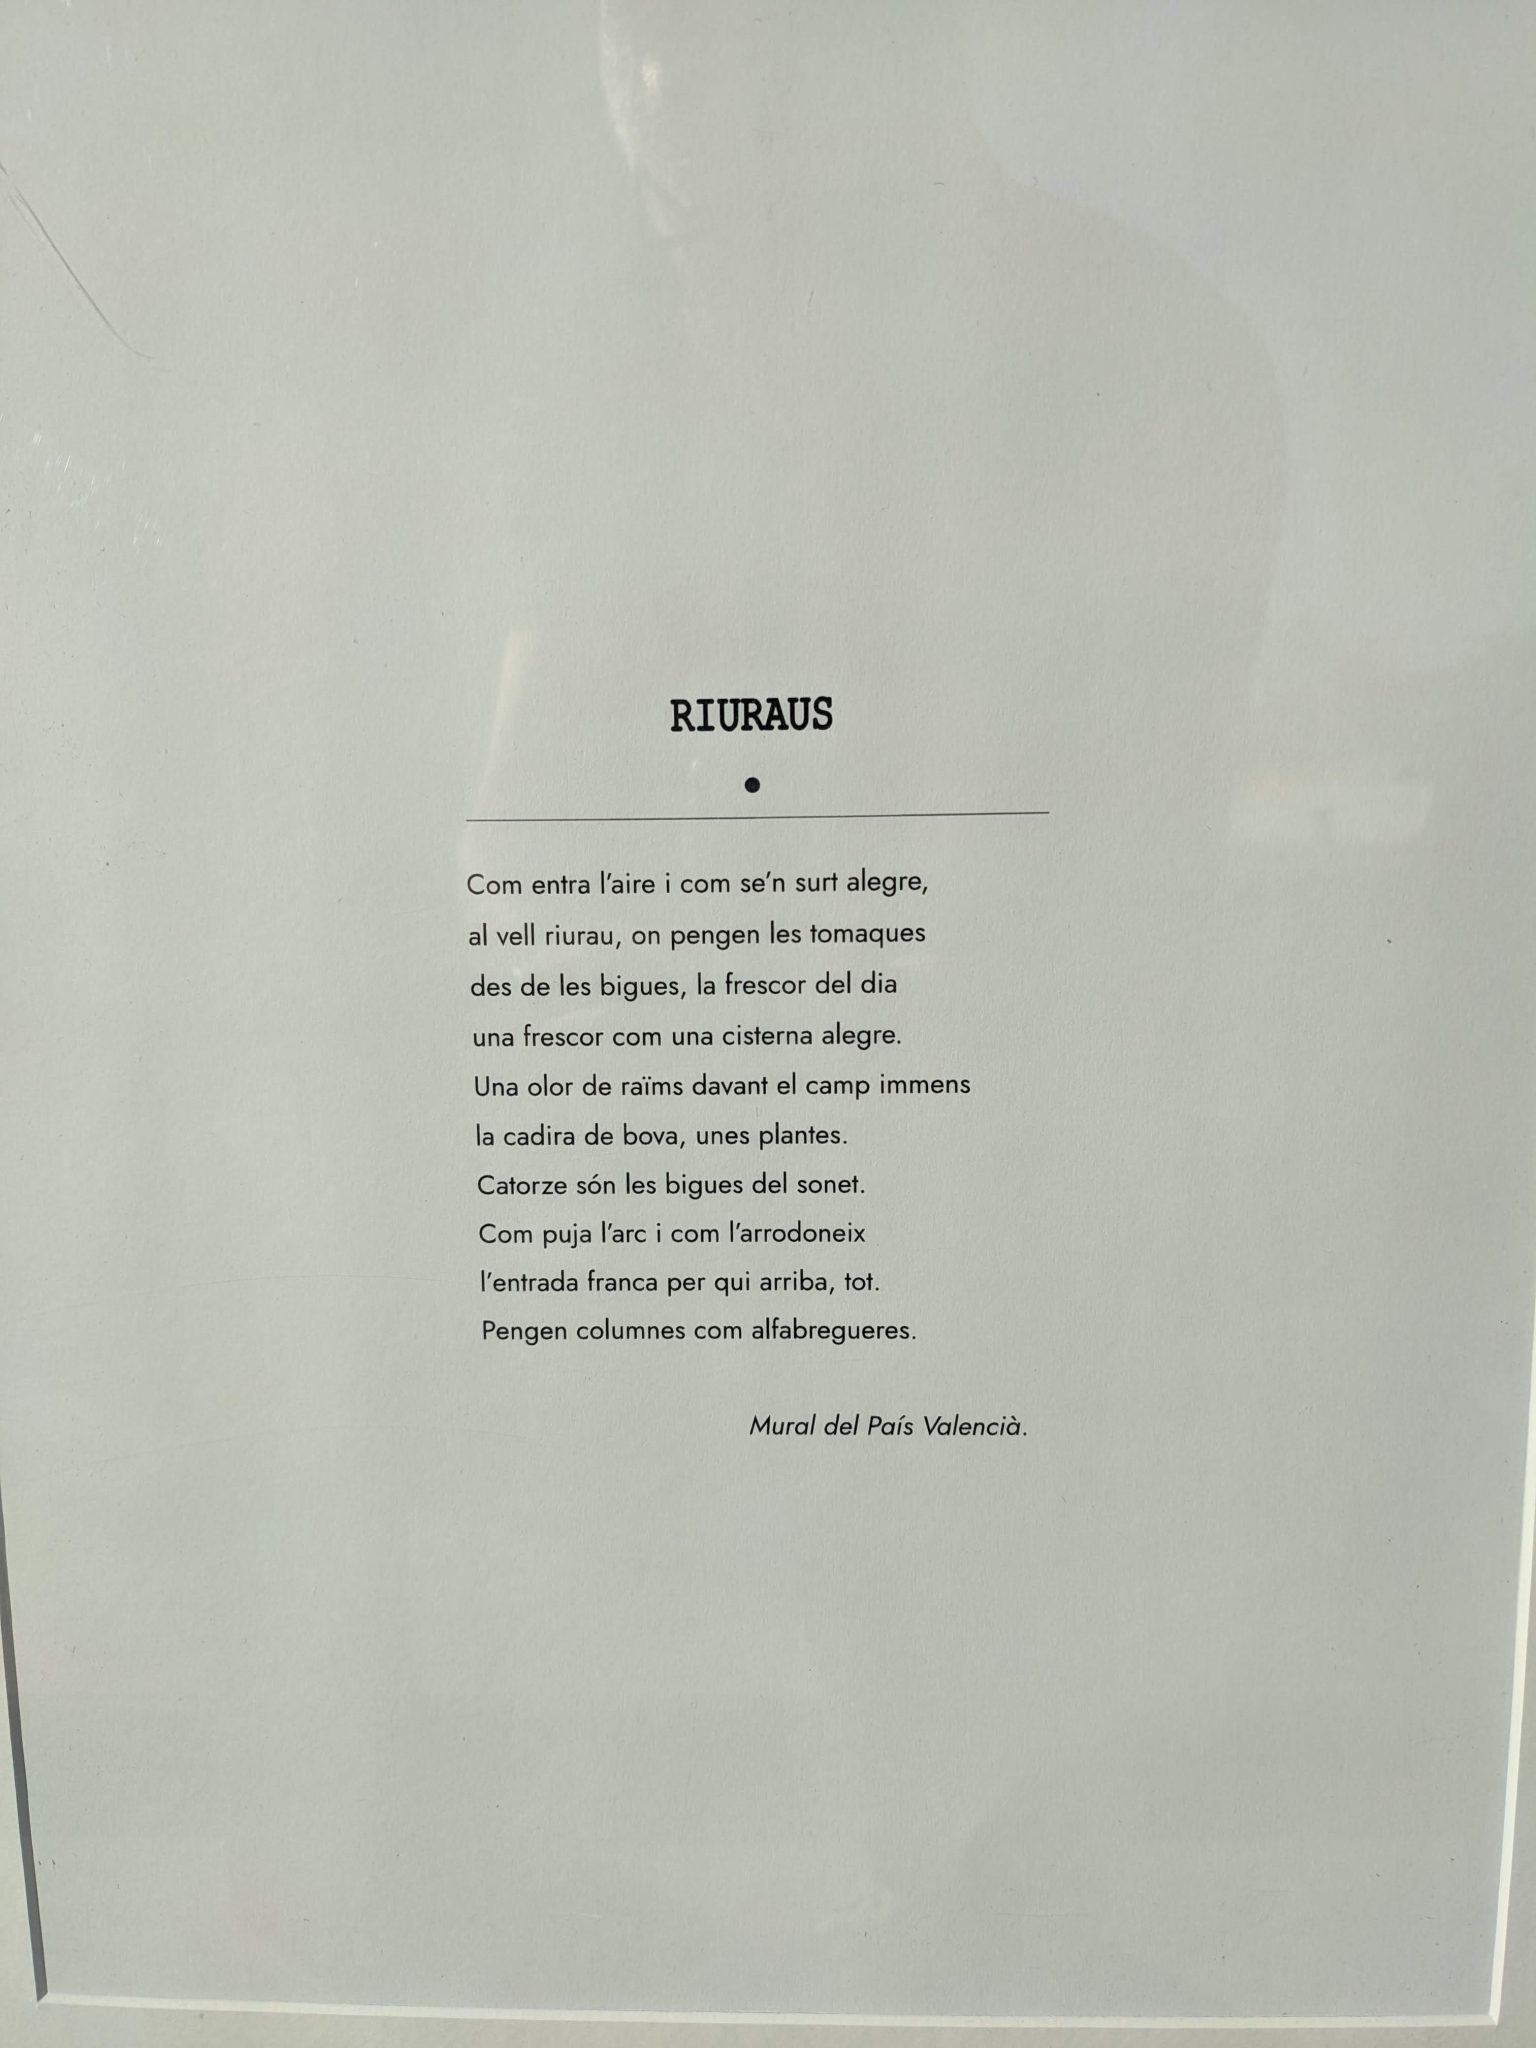 RIURAUS
Com entra l'aire i com se'n surt alegre,
al vell riurau, on pengen les tomaques
des de les bigues, la frescor del dia
una frescor com una cisterna alegre.
Una olor de raïms davant el camp immens
la cadira de bova, unes plantes.
Catorze són les bigues del sonet.
Com puja l'arc i com l'arrodoneix
l'entrada franca per qui arriba, tot.
Pengen columnes com alfabregueres.
Mural del País Valencià.